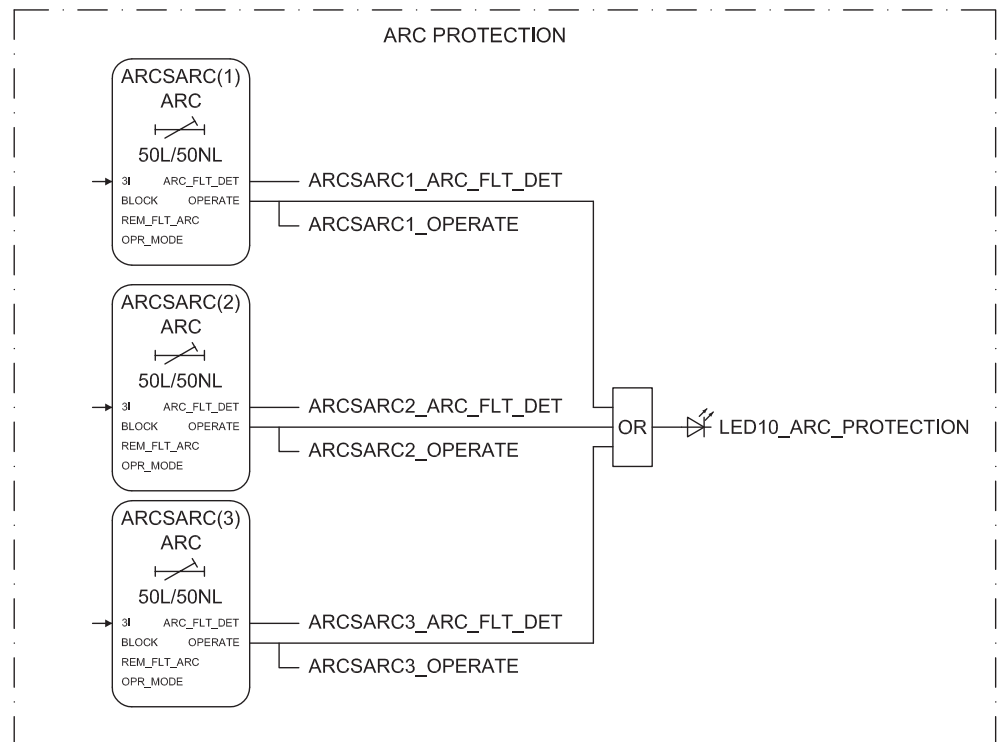 ARC PROTECTION
ARCSARC(1)
ARC
50L/50NL
3I ARC_FLT_DET
BLOCK OPERATE
REM_FLT_ARC
OPR_MODE
ARCSARC1_ARC_FLT_DET
ARCSARC1_OPERATE
ARCSARC(2)
ARC
50L/50NL
3I ARC_FLT_DET
BLOCK OPERATE
REM_FLT_ARC
OPR_MODE
ARCSARC2_ARC_FLT_DET
ARCSARC2_OPERATE
OR
LED10_ARC_PROTECTION
ARCSARC(3)
ARC
50L/50NL
3I ARC_FLT_DET
BLOCK OPERATE
REM_FLT_ARC
OPR_MODE
ARCSARC3_ARC_FLT_DET
ARCSARC3_OPERATE